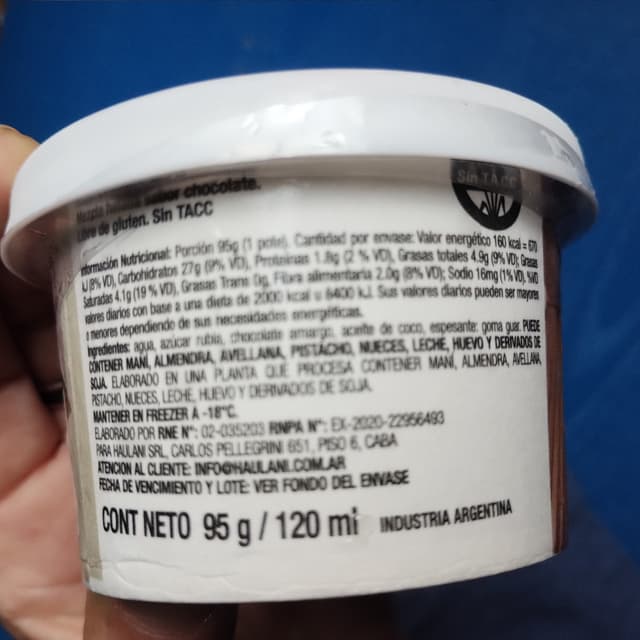 chocolate.
libre de gluten. Sin TACC
Sin TACC
Información Nutricional: Porción 95g (1 pote). Cantidad por envase: Valor energético 160 kcal = 670
kJ (8% VD), Carbohidratos 27g (9% VD), Proteinas 1.8g (2 % VD), Grasas totales 4.9g (9% VD); Grasas
Saturadas 4.1g (19 % VD), Grasas Trans 0g, Fibra alimentaria 2.0g (8% VD); Sodio 16mg (1% VD). %VD
valores diarios con base a una dieta de 2000 kcal u 8400 kJ. Sus valores diarios pueden ser mayores
o menores dependiendo de sus necesidades energéticas.
Ingredientes: agua, azúcar rubia, chocolate amargo, aceite de coco, espesante: goma guar. PUEDE
CONTENER MANÍ, ALMENDRA, AVELLANA, PISTACHO, NUECES, LECHE, HUEVO Y DERIVADOS DE
SOJA. ELABORADO EN UNA PLANTA QUE PROCESA CONTENER MANÍ, ALMENDRA, AVELLANA,
PISTACHO, NUECES, LECHE, HUEVO Y DERIVADOS DE SOJA.
MANTENER EN FREEZER A -18°C.
ELABORADO POR RNE N°: 02-035203 RNPA N°: EX-2020-22956493
PARA HAULANI SRL, CARLOS PELLEGRINI 651, PISO 6, CABA
ATENCION AL CLIENTE: INFO@HAULANI.COM.AR
FECHA DE VENCIMIENTO Y LOTE: VER FONDO DEL ENVASE
CONT NETO 95 g / 120 ml INDUSTRIA ARGENTINA